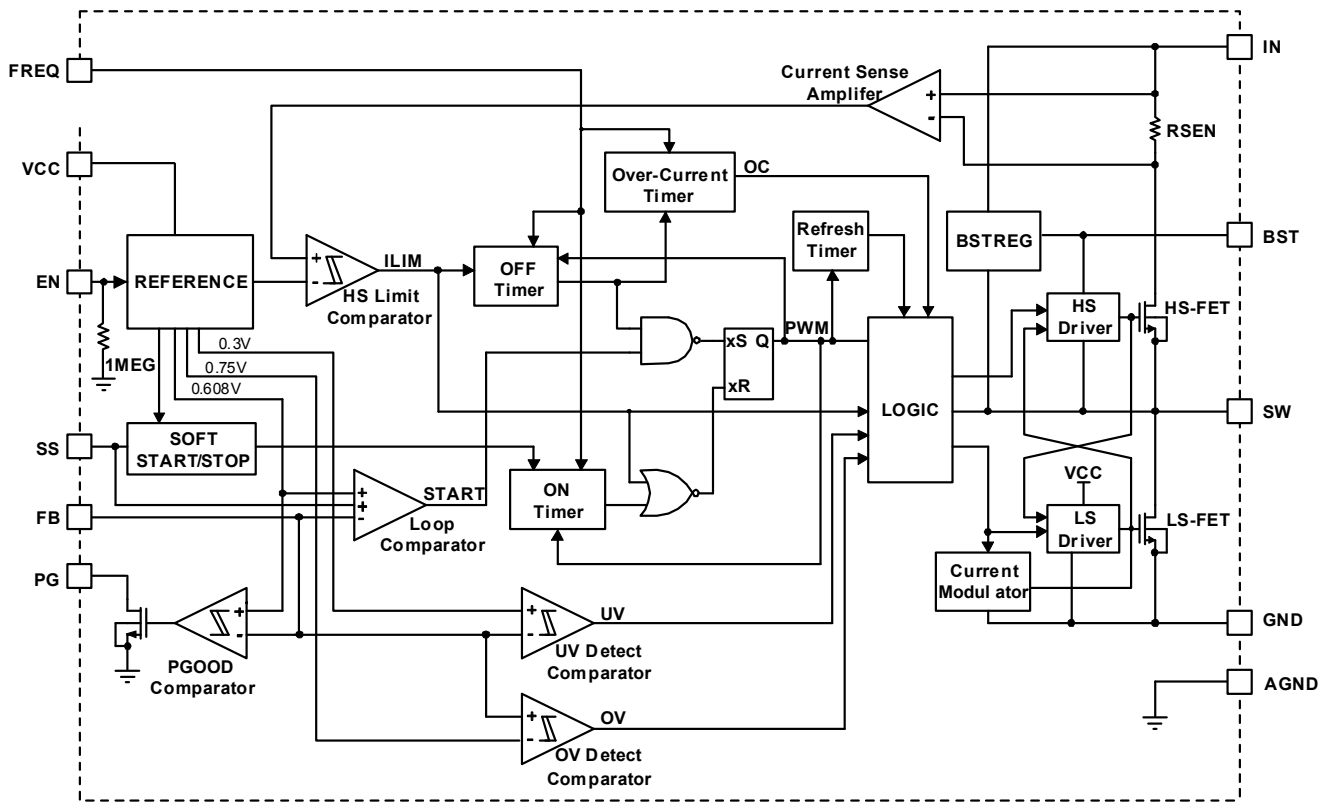 IN
FREQ
Current Sense
Amplifer
+
-
RSEN
VCC
Over-Current
Timer
OC
Refresh
Timer
BSTREG
BST
EN
REFERENCE
+
-
ILIM
HS Limit
Comparator
OFF
Timer
HS
Driver
HS-FET
1MEG
0.3V
0.75V
0.608V
xS Q
xR
PWM
LOGIC
SW
SS
SOFT
START/STOP
+
+
-
START
Loop
Comparator
ON
Timer
VCC
LS
Driver
LS-FET
FB
PG
Current
Modulator
+
-
PGOOD
Comparator
+
-
UV
UV Detect
Comparator
GND
AGND
+
-
OV
OV Detect
Comparator